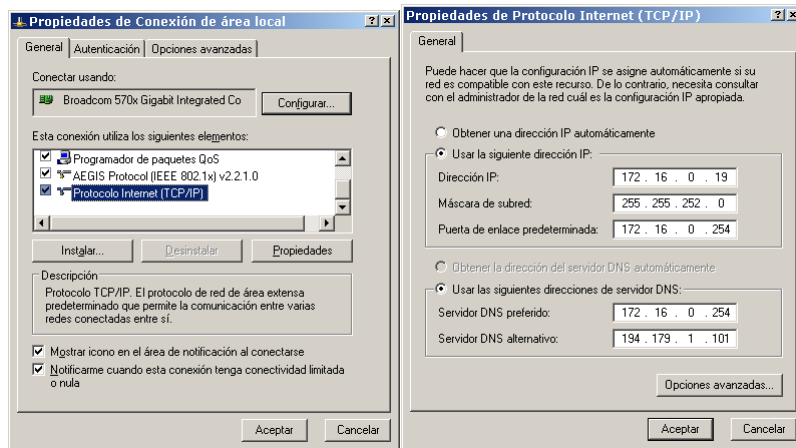 Propiedades de Conexión de área local
General
Autenticación
Opciones avanzadas
Conectar usando:
Broadcom 570x Gigabit Integrated Co
Configurar...
Esta conexión utiliza los siguientes elementos:
Programador de paquetes QoS
AEGIS Protocol (IEEE 802.1x) v2.2.1.0
Protocolo Internet (TCP/IP)
Instalar...
Desinstalar
Propiedades
Descripción
Protocolo TCP/IP. El protocolo de red de área extensa
predeterminado que permite la comunicación entre varias
redes conectadas entre sí.
Mostrar icono en el área de notificación al conectarse
Notificarme cuando esta conexión tenga conectividad limitada
o nula
Aceptar
Cancelar
Propiedades de Protocolo Internet (TCP/IP)
General
Puede hacer que la configuración IP se asigne automáticamente si su
red es compatible con este recurso. De lo contrario, necesita consultar
con el administrador de la red cuál es la configuración IP apropiada.
Obtener una dirección IP automáticamente
Usar la siguiente dirección IP:
Dirección IP: 172 . 16 . 0 . 19
Máscara de subred: 255 . 255 . 252 . 0
Puerta de enlace predeterminada: 172 . 16 . 0 . 254
Obtener la dirección del servidor DNS automáticamente
Usar las siguientes direcciones de servidor DNS:
Servidor DNS preferido: 172 . 16 . 0 . 254
Servidor DNS alternativo: 194 . 179 . 1 . 101
Opciones avanzadas...
Aceptar
Cancelar